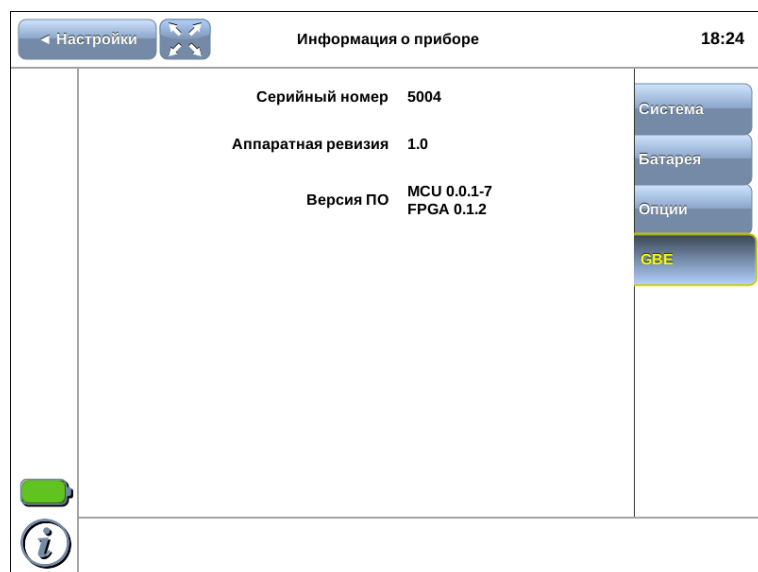 ◄ Настройки
Информация о приборе
18:24
Серийный номер 5004
Аппаратная ревизия 1.0
Версия ПО MCU 0.0.1-7
FPGA 0.1.2
Система
Батарея
Опции
GBE
i